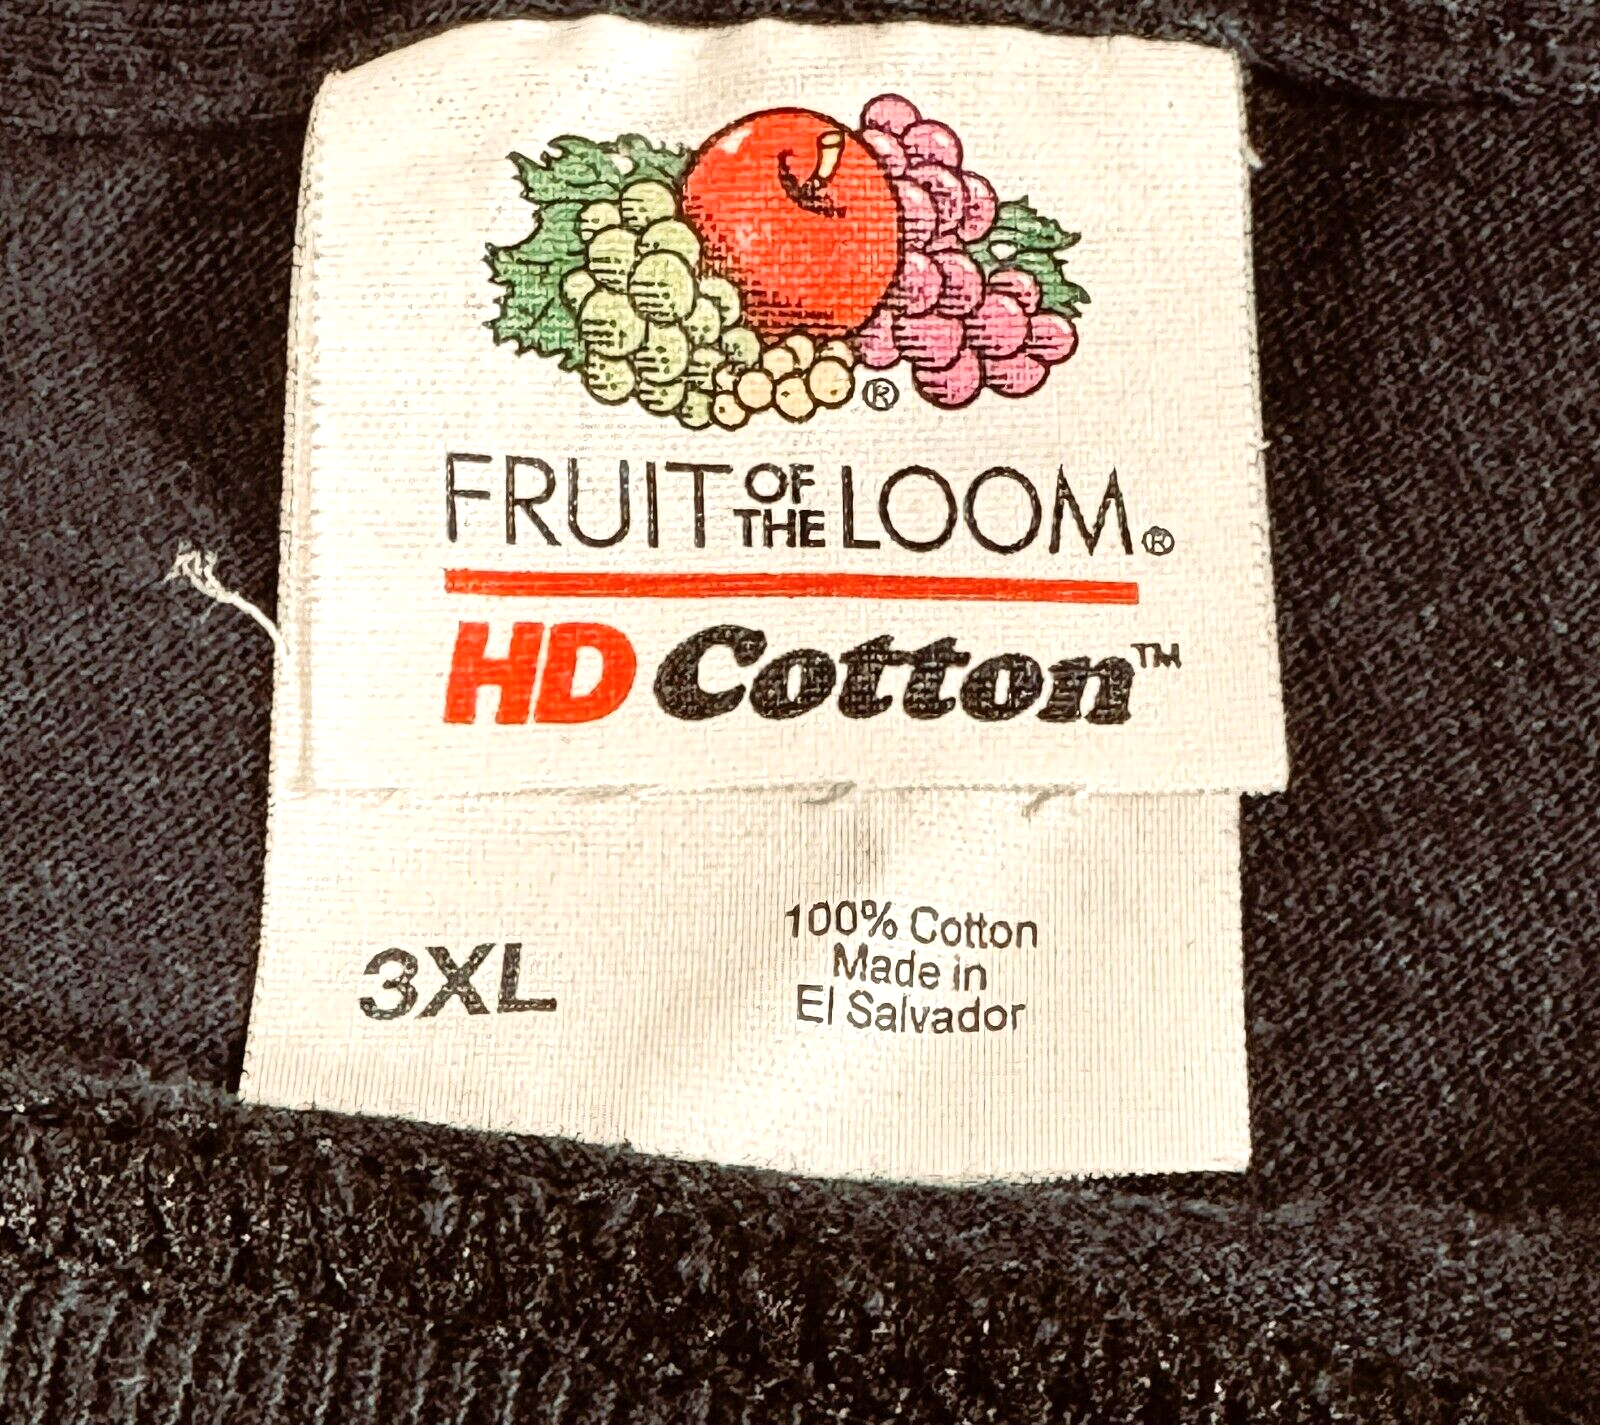 ®
FRUIT OF THE LOOM®
HD Cotton™
3XL
100% Cotton
Made in
El Salvador